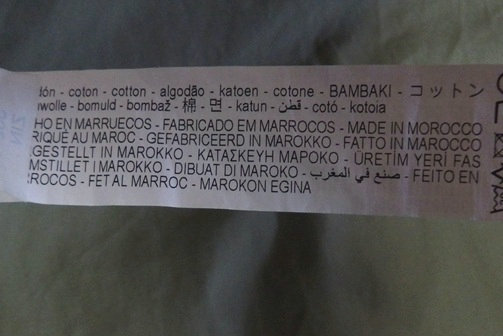 tón - coton - cotton - algodão - katoen - cotone - ΒΑΜΒΑΚΙ - コットン
wolle - bomuld - bombaž - 棉 - 면 - katun - قطن - cotó - kotoia
HO EN MARRUECOS - FABRICADO EM MARROCOS - MADE IN MOROCCO
RIQUÉ AU MAROC - GEFABRICEERD IN MAROKKO - FATTO IN MAROCCO
GESTELLT IN MAROKKO - ΚΑΤΑΣΚΕΥΗ ΜΑΡΟΚΟ - ÜRETİM YERİ FAS
MSTILLET I MAROKKO - DIBUAT DI MAROKO - صنع في المغرب - FEITO EN
RROCOS - FET AL MARROC - MAROKON EGINA